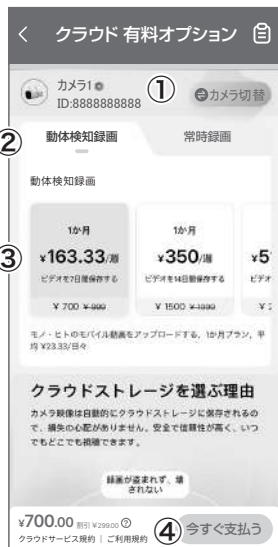 クラウド 有料オプション
カメラ1
ID:8888888888
①
カメラ切替
②
動体検知録画
常時録画
動体検知録画
③
1か月
¥163.33/週
ビデオを7日間保存する
¥ 700 ¥ 999
1か月
¥350/週
ビデオを14日間保存する
¥ 1500 ¥ 1999
¥5
ビデオ
モノ・ヒトのモバイル動画をアップロードする、1か月プラン、平
均 ¥23.33/日々
クラウドストレージを選ぶ理由
カメラ映像は自動的にクラウドストレージに保存されるの
で、損失の心配がありません。安全で信頼性が高く、いつ
でもどこでも視聴できます。
録画が盗まれず、壊
されない
¥700.00 割引 ¥299.00
④
今すぐ支払う
クラウドサービス規約 | ご利用規約